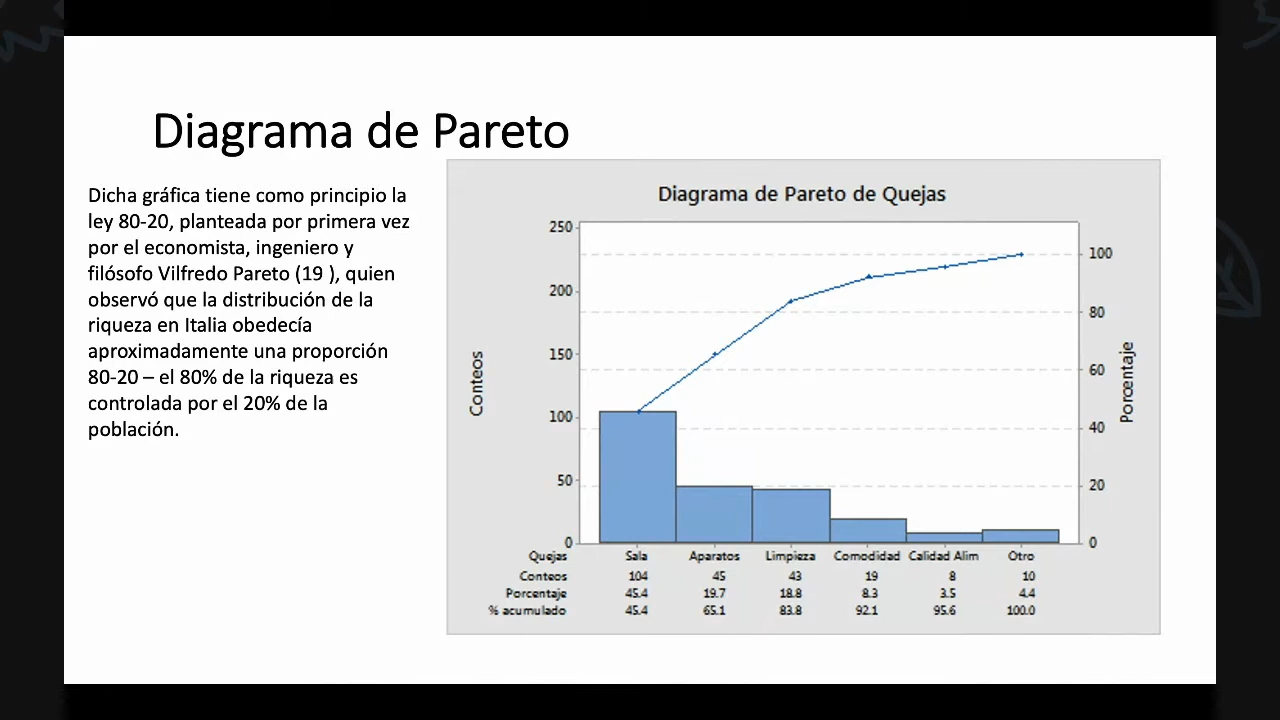 Diagrama de Pareto
Dicha gráfica tiene como principio la
ley 80-20, planteada por primera vez
por el economista, ingeniero y
filósofo Vilfredo Pareto (19 ), quien
observó que la distribución de la
riqueza en Italia obedecía
aproximadamente una proporción
80-20 – el 80% de la riqueza es
controlada por el 20% de la
población.
Diagrama de Pareto de Quejas
250
200
150
100
50
0
Conteos
100
80
60
40
20
0
Porcentaje
Quejas Sala Aparatos Limpieza Comodidad Calidad Alim Otro
Conteos 104 45 43 19 8 10
Porcentaje 45.4 19.7 18.8 8.3 3.5 4.4
% acumulado 45.4 65.1 83.8 92.1 95.6 100.0